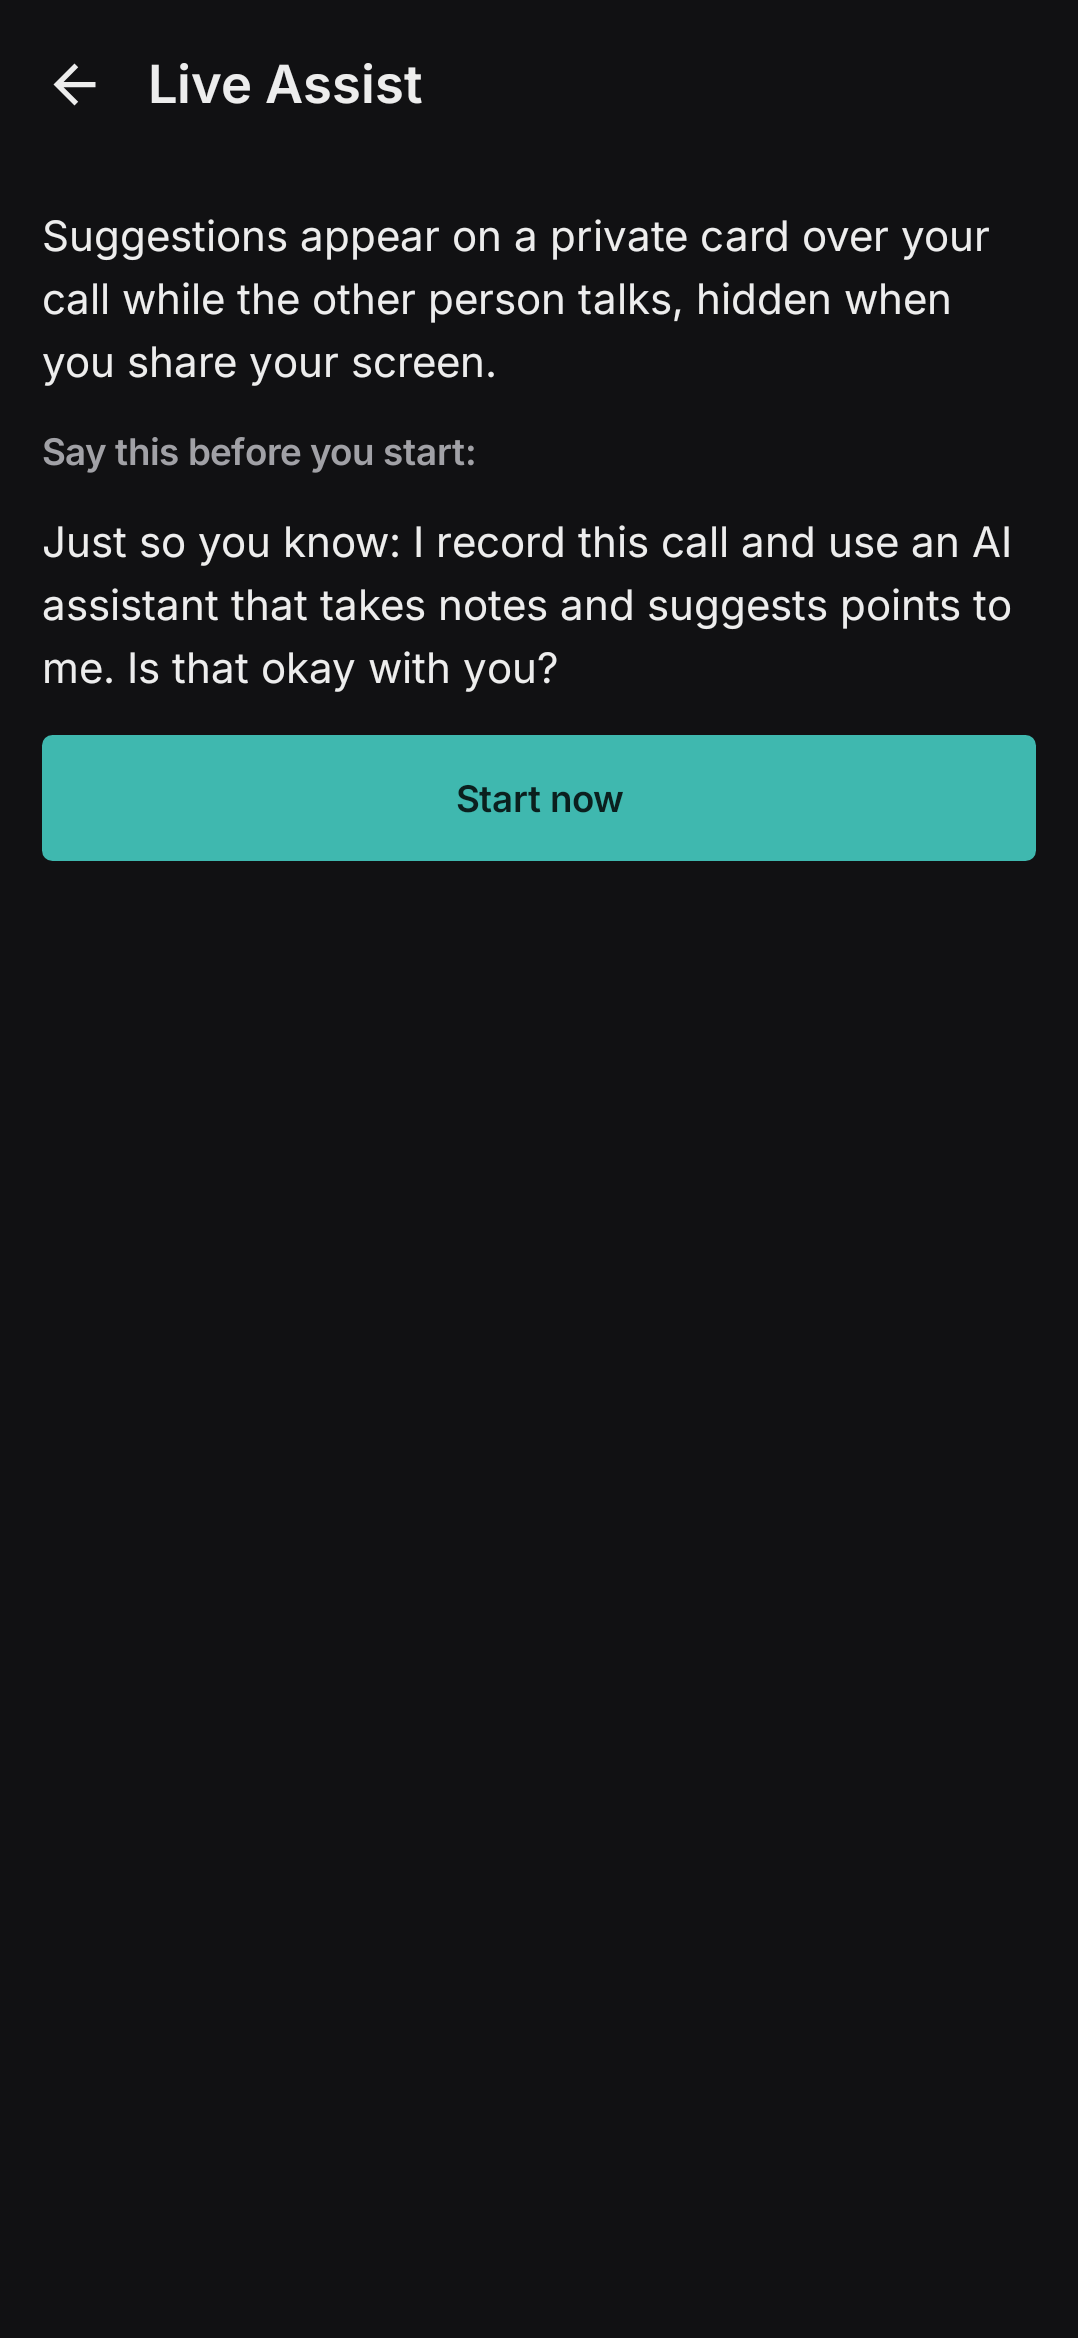 Live Assist
Suggestions appear on a private card over your
call while the other person talks, hidden when
you share your screen.
Say this before you start:
Just so you know: I record this call and use an AI
assistant that takes notes and suggests points to
me. Is that okay with you?
Start now